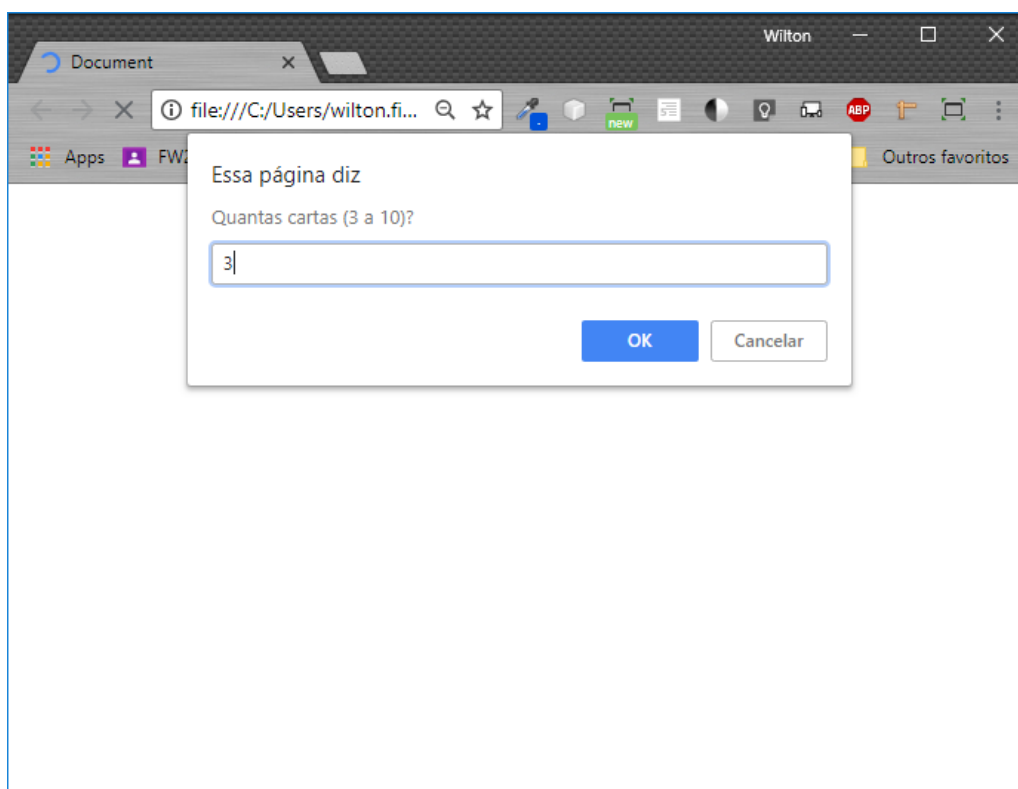 Wilton
Document
file:///C:/Users/wilton.fi...
new
ABP
Apps
FW2
Outros favoritos
Essa página diz
Quantas cartas (3 a 10)?
3
OK
Cancelar